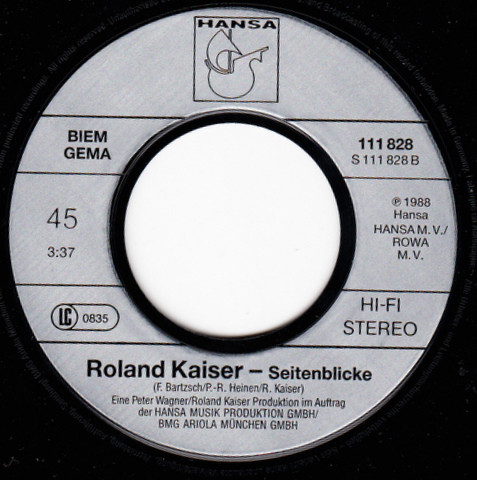 HANSA
BIEM
GEMA
111 828
S 111 828 B
45
3:37
℗ 1988
Hansa
HANSA M. V./
ROWA
M. V.
LC 0835
HI-FI
STEREO
Roland Kaiser – Seitenblicke
(F. Bartzsch/P.-R. Heinen/R. Kaiser)
Eine Peter Wagner/Roland Kaiser Produktion im Auftrag
der HANSA MUSIK PRODUKTION GMBH/
BMG ARIOLA MÜNCHEN GMBH